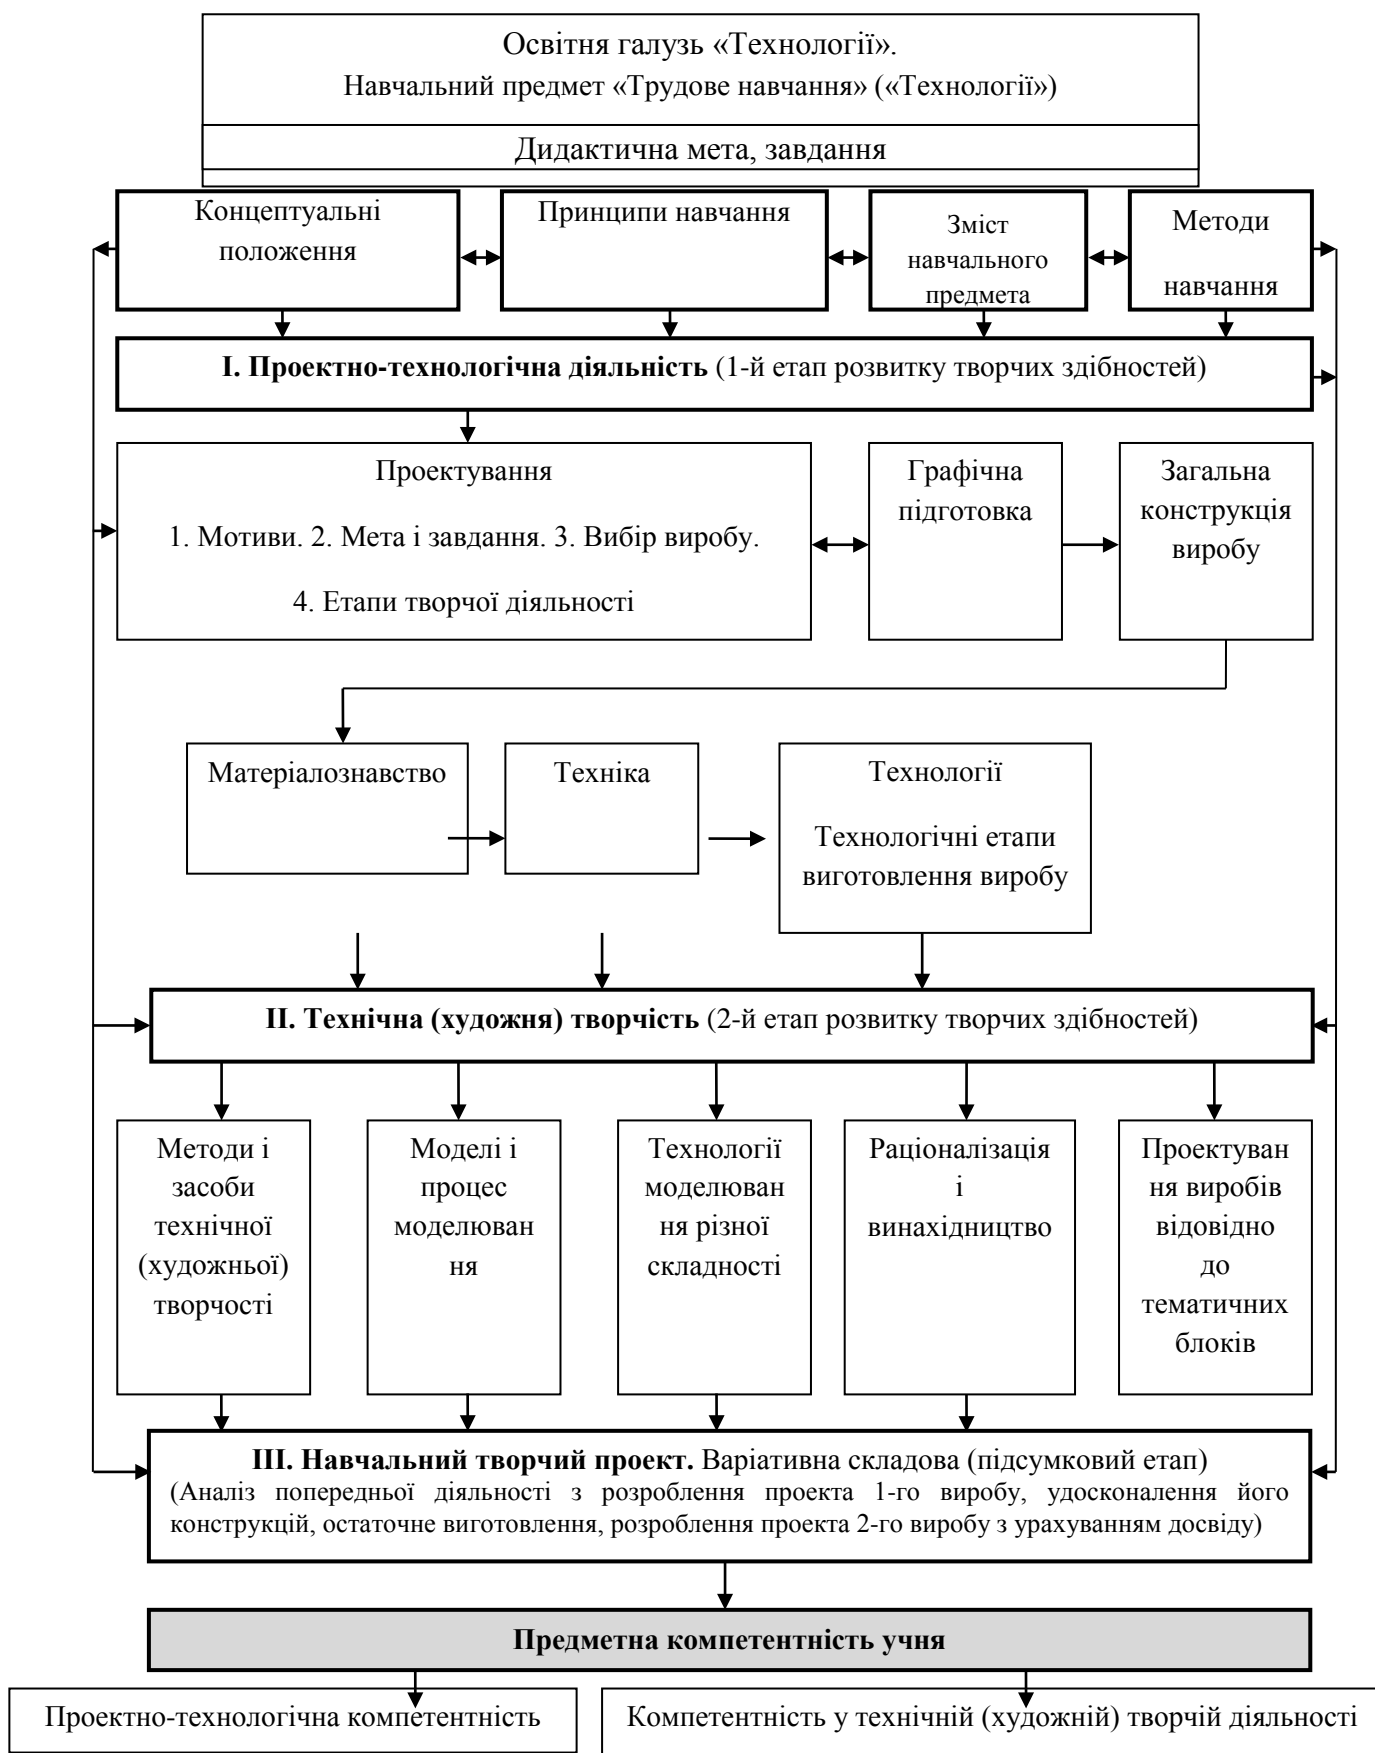 Освітня галузь «Технології».
Навчальний предмет «Трудове навчання» («Технології»)
Дидактична мета, завдання
Концептуальні
положення
Принципи навчання
Зміст
навчального
предмета
Методи
навчання
І. Проектно-технологічна діяльність (1-й етап розвитку творчих здібностей)
Проектування
1. Мотиви. 2. Мета і завдання. 3. Вибір виробу.
4. Етапи творчої діяльності
Графічна
підготовка
Загальна
конструкція
виробу
Матеріалознавство
Техніка
Технології
Технологічні етапи
виготовлення виробу
ІІ. Технічна (художня) творчість (2-й етап розвитку творчих здібностей)
Методи і
засоби
технічної
(художньої)
творчості
Моделі і
процес
моделюван
ня
Технології
моделюван
ня різної
складності
Раціоналізація
і
винахідництво
Проектуван
ня виробів
відовідно
до
тематичних
блоків
ІІІ. Навчальний творчий проект. Варіативна складова (підсумковий етап)
(Аналіз попередньої діяльності з розроблення проекта 1-го виробу, удосконалення його
конструкцій, остаточне виготовлення, розроблення проекта 2-го виробу з урахуванням досвіду)
Предметна компетентність учня
Проектно-технологічна компетентність
Компетентність у технічній (художній) творчій діяльності